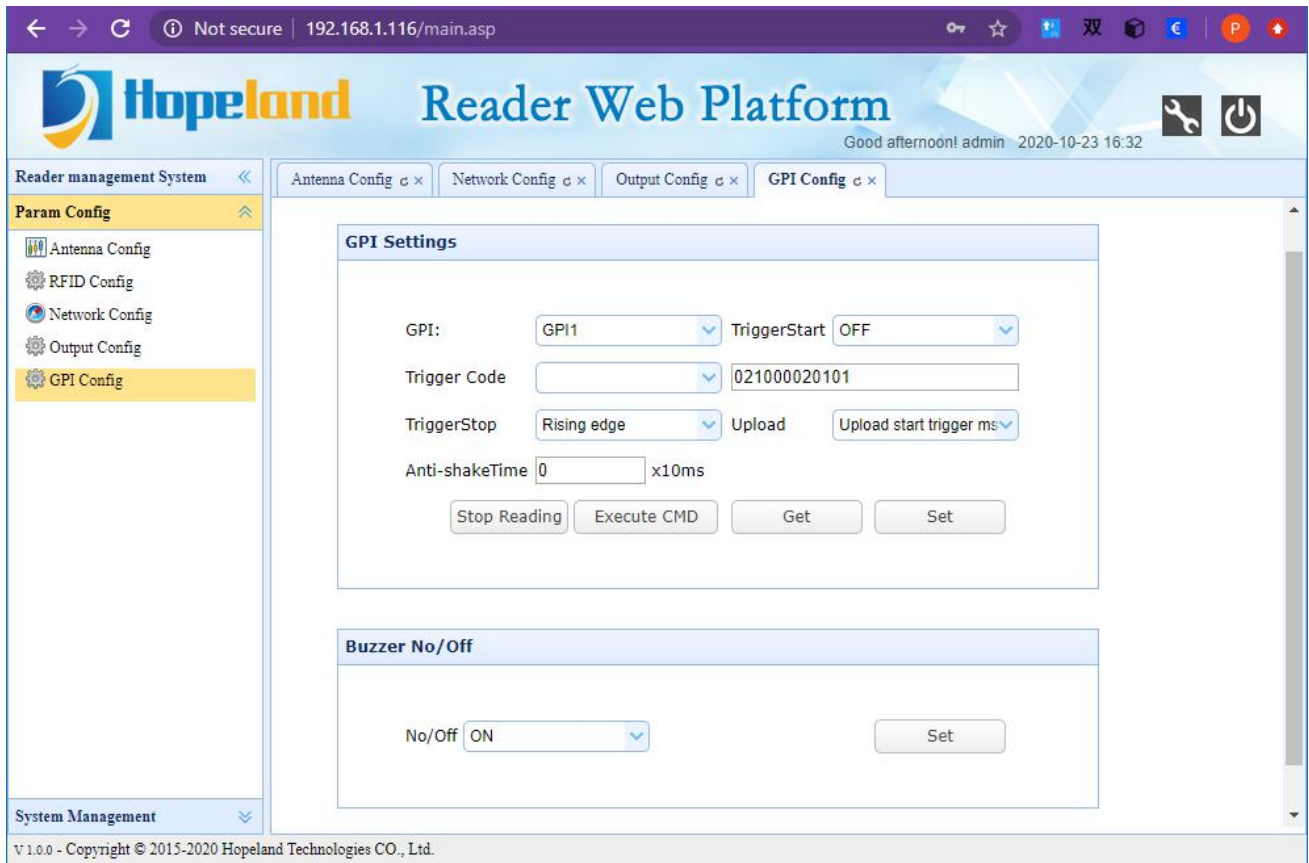 Not secure | 192.168.1.116/main.asp 双 € P
Hopeland Reader Web Platform
Good afternoon! admin 2020-10-23 16:32
Reader management System
Antenna Config Network Config Output Config GPI Config
Param Config
Antenna Config
RFID Config
Network Config
Output Config
GPI Config
GPI Settings
GPI: GPI1 TriggerStart OFF
Trigger Code 021000020101
TriggerStop Rising edge Upload Upload start trigger ms
Anti-shakeTime 0 x10ms
Stop Reading Execute CMD Get Set
Buzzer No/Off
No/Off ON Set
System Management
V 1.0.0 - Copyright © 2015-2020 Hopeland Technologies CO., Ltd.